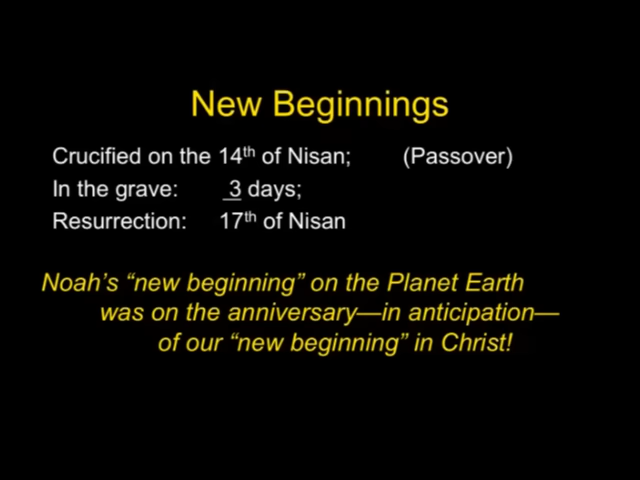 New Beginnings
Crucified on the 14th of Nisan; (Passover)
In the grave: 3 days;
Resurrection: 17th of Nisan
Noah's “new beginning” on the Planet Earth
was on the anniversary—in anticipation—
of our “new beginning” in Christ!